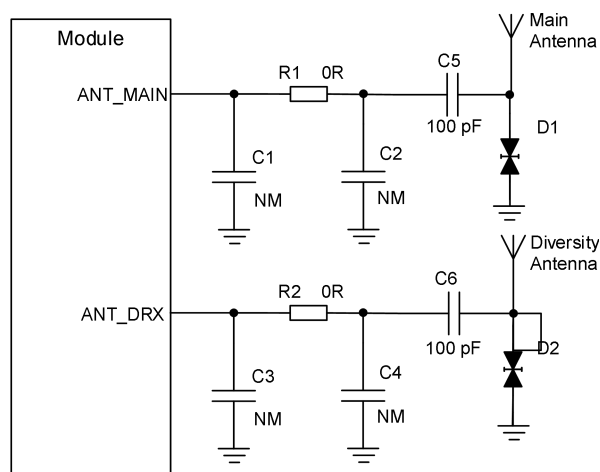 Module
Main
Antenna
ANT_MAIN
R1 0R
C5
100 pF
D1
C1
NM
C2
NM
Diversity
Antenna
ANT_DRX
R2 0R
C6
100 pF
D2
C3
NM
C4
NM